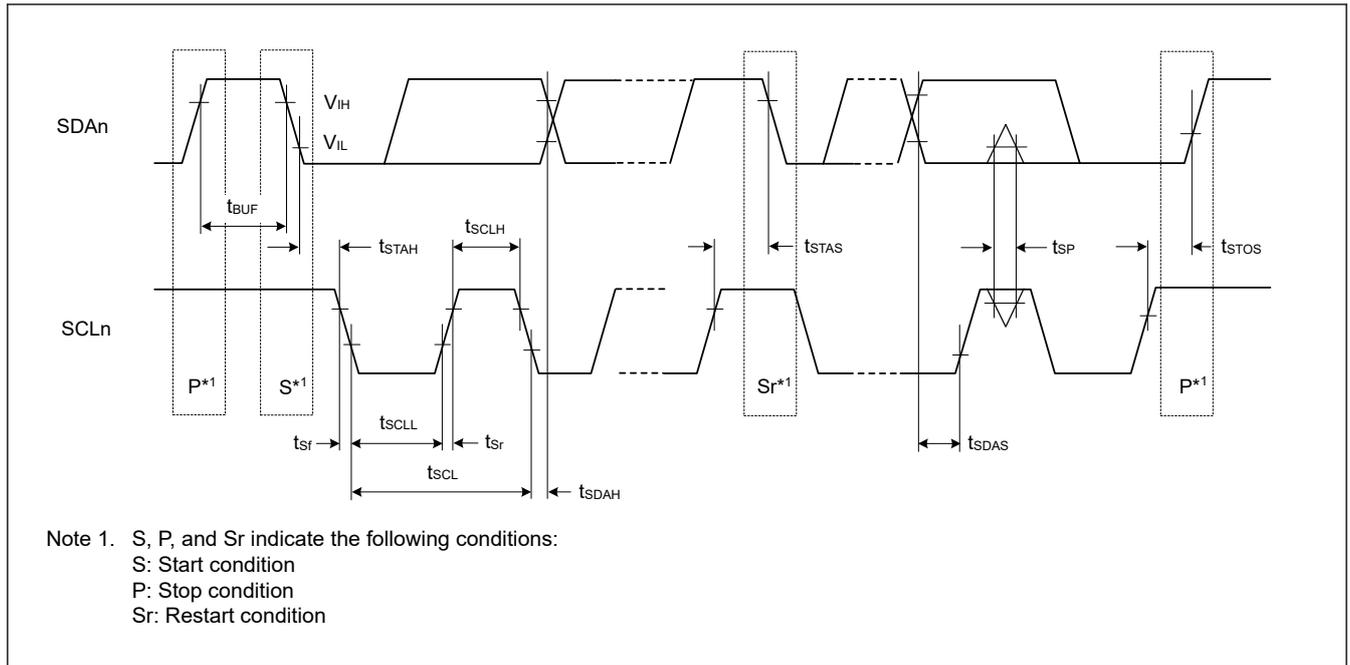 SDAn
VIH
VIL
tBUF
tSTAH
tSCLH
tSTAS
tSP
tSTOS
SCLn
P*1
S*1
Sr*1
P*1
tSf
tSCLL
tSr
tSCL
tSDAH
tSDAS
Note 1. S, P, and Sr indicate the following conditions:
S: Start condition
P: Stop condition
Sr: Restart condition